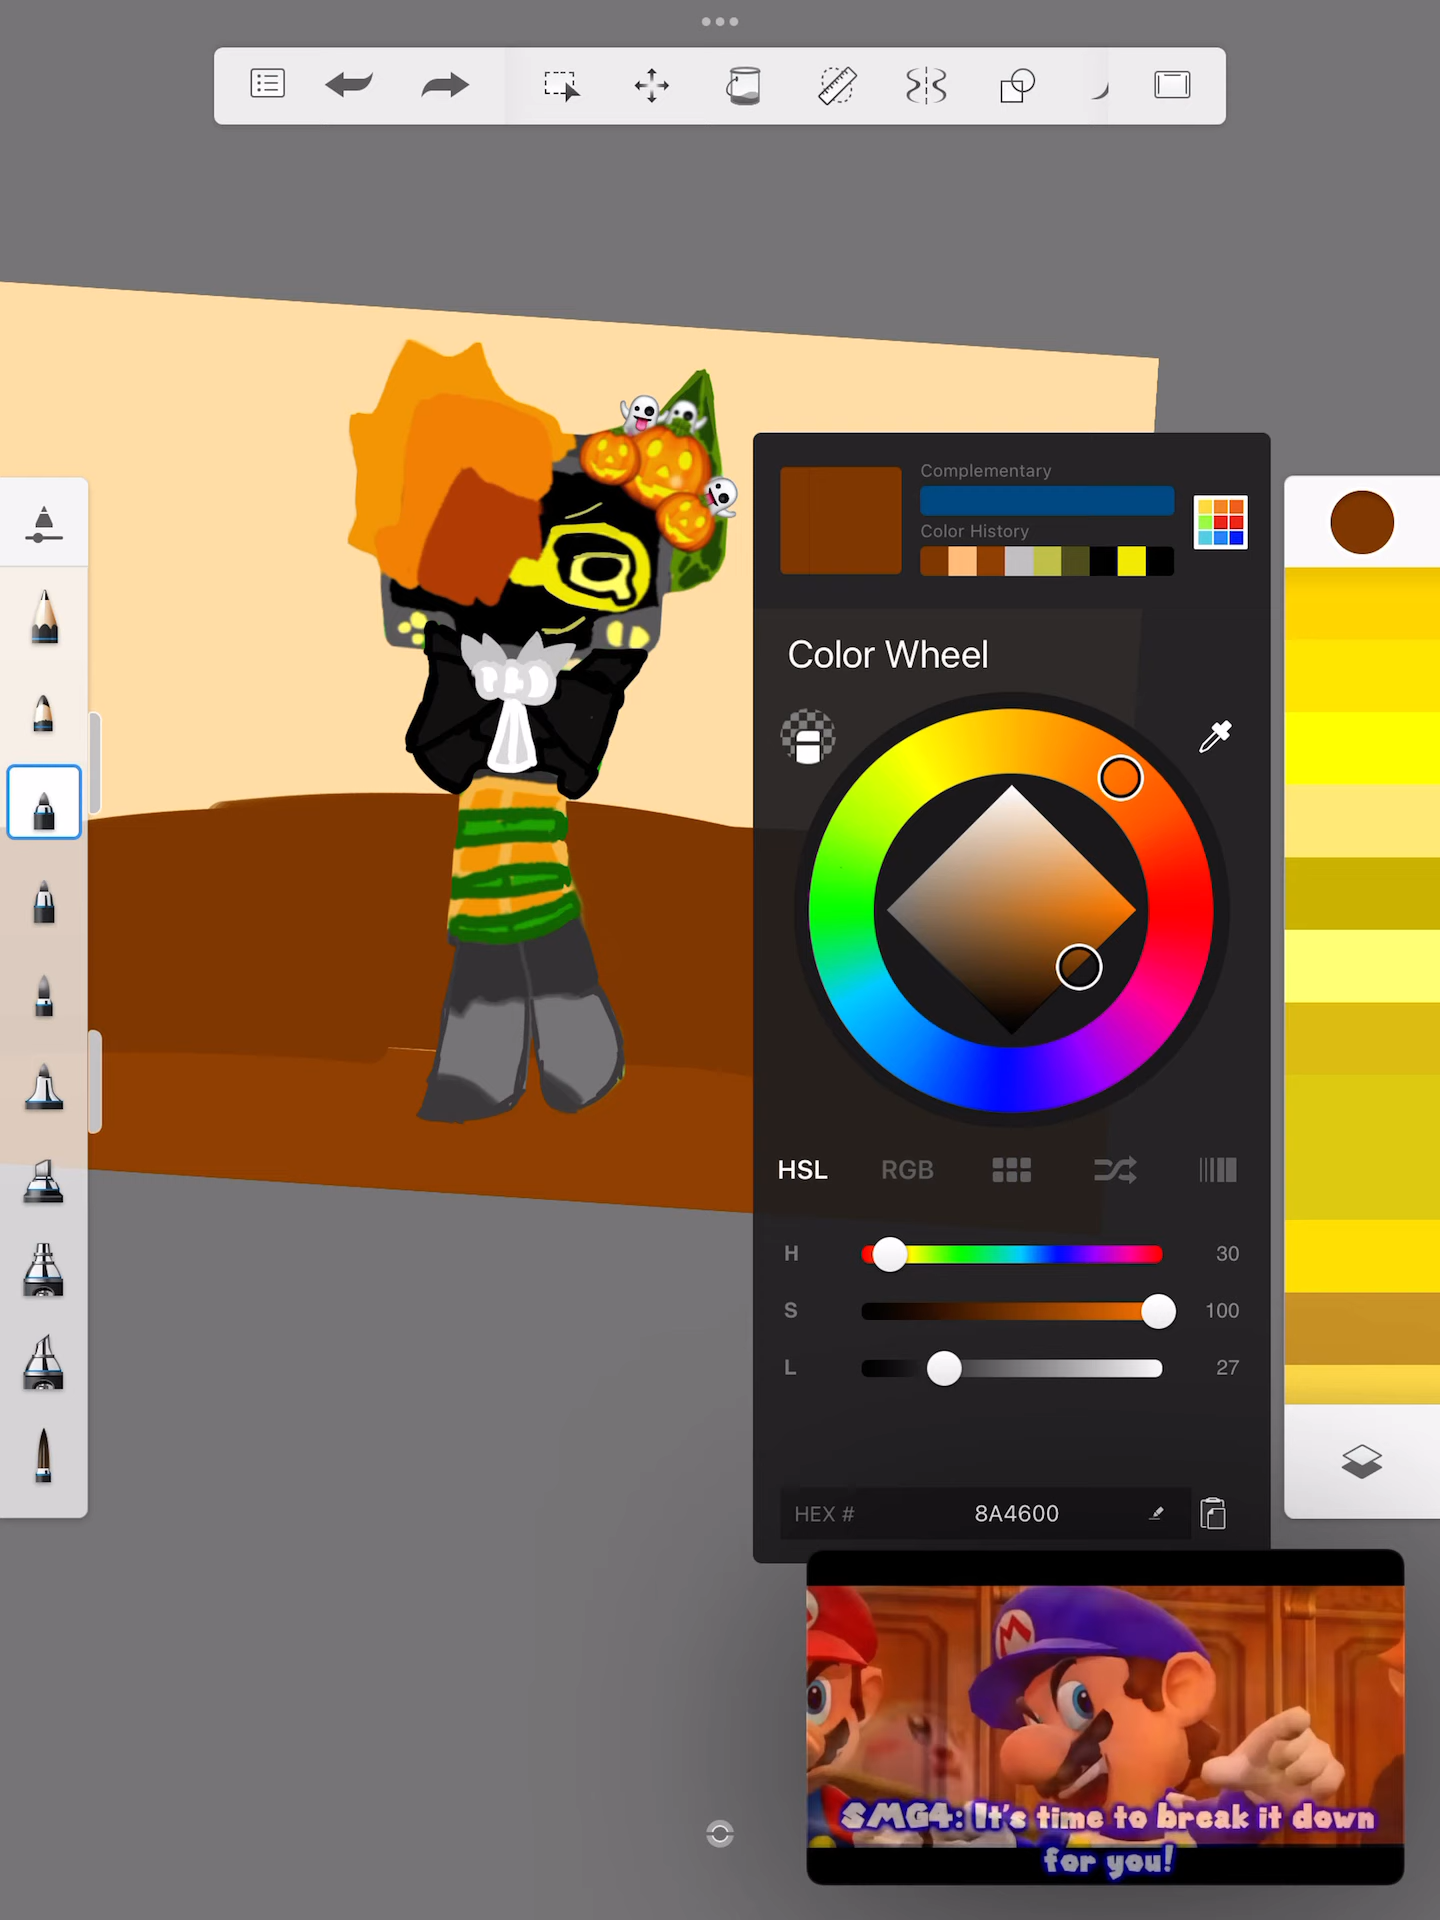 Complementary
Color History
Color Wheel
HSL RGB
H 30
S 100
L 27
HEX # 8A4600
M
SMG4: It's time to break it down
for you!